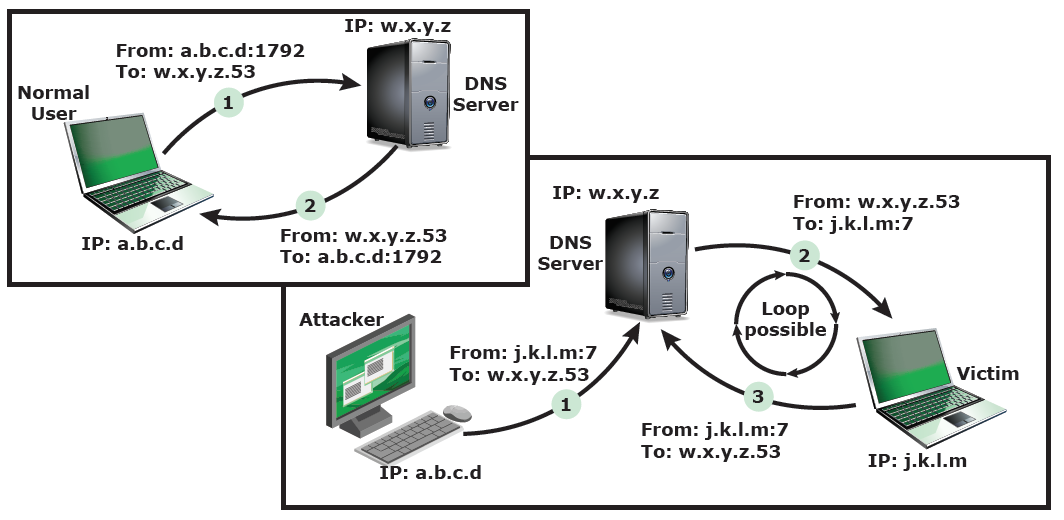 IP: w.x.y.z
From: a.b.c.d:1792
To: w.x.y.z.53
Normal
User
1
DNS
Server
2
IP: a.b.c.d
From: w.x.y.z.53
To: a.b.c.d:1792
IP: w.x.y.z
From: w.x.y.z.53
To: j.k.l.m:7
DNS
Server
2
Loop
possible
Attacker
From: j.k.l.m:7
To: w.x.y.z.53
1
Victim
3
From: j.k.l.m:7
To: w.x.y.z.53
IP: a.b.c.d
IP: j.k.l.m